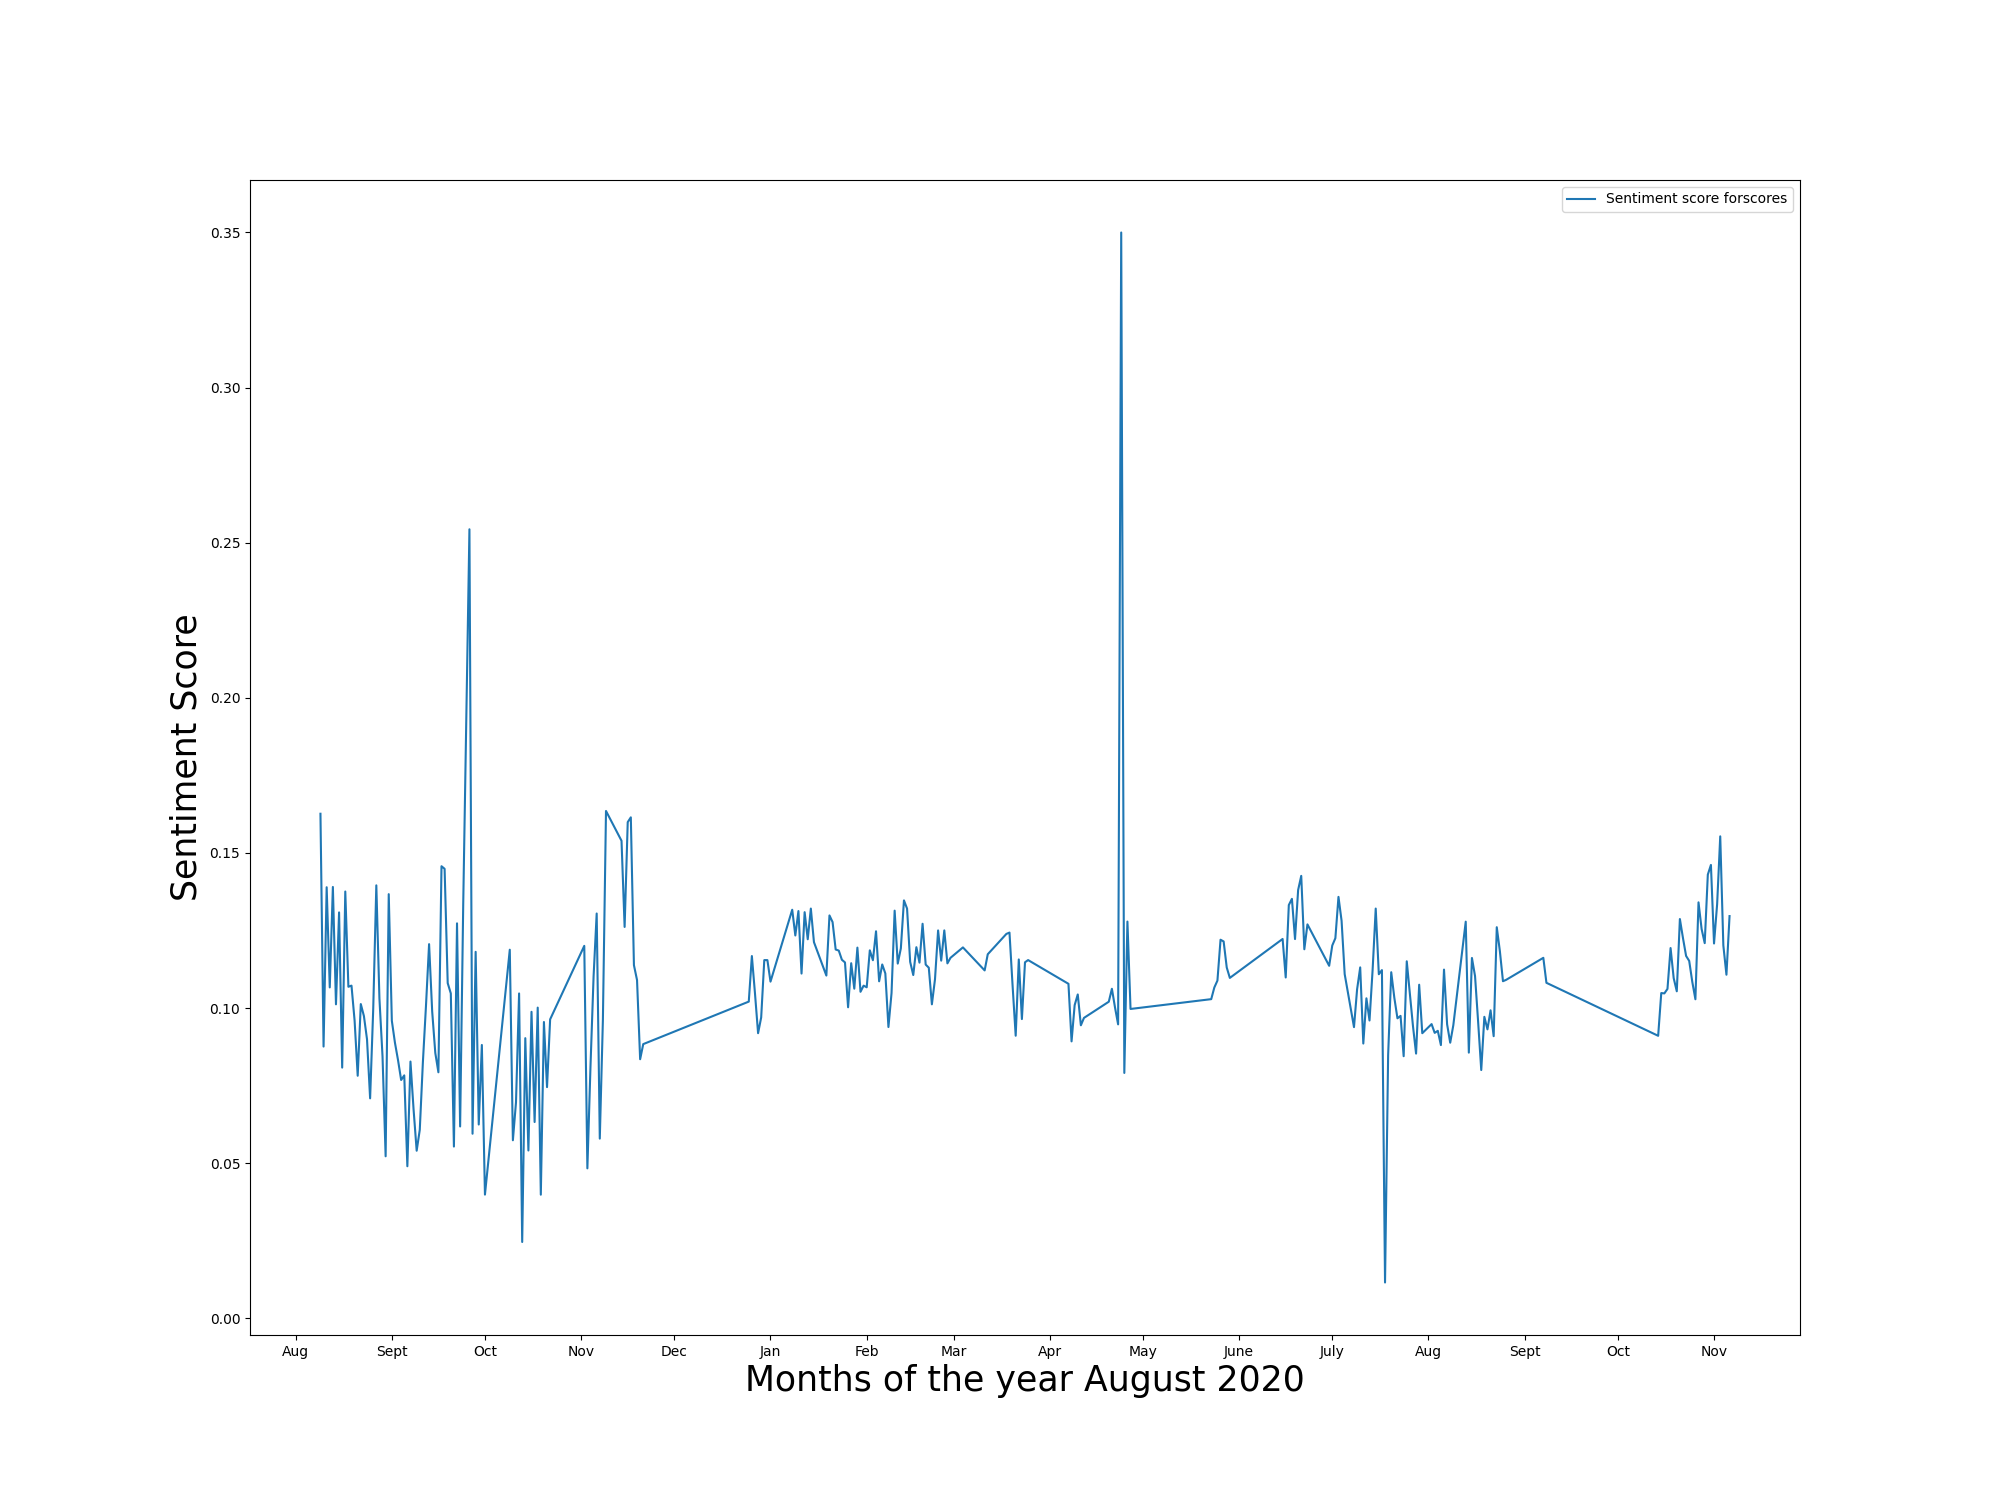 Sentiment score forscores
0.35
0.30
0.25
0.20
0.15
0.10
0.05
0.00
Sentiment Score
Aug Sept Oct Nov Dec Jan Feb Mar Apr May June July Aug Sept Oct Nov
Months of the year August 2020